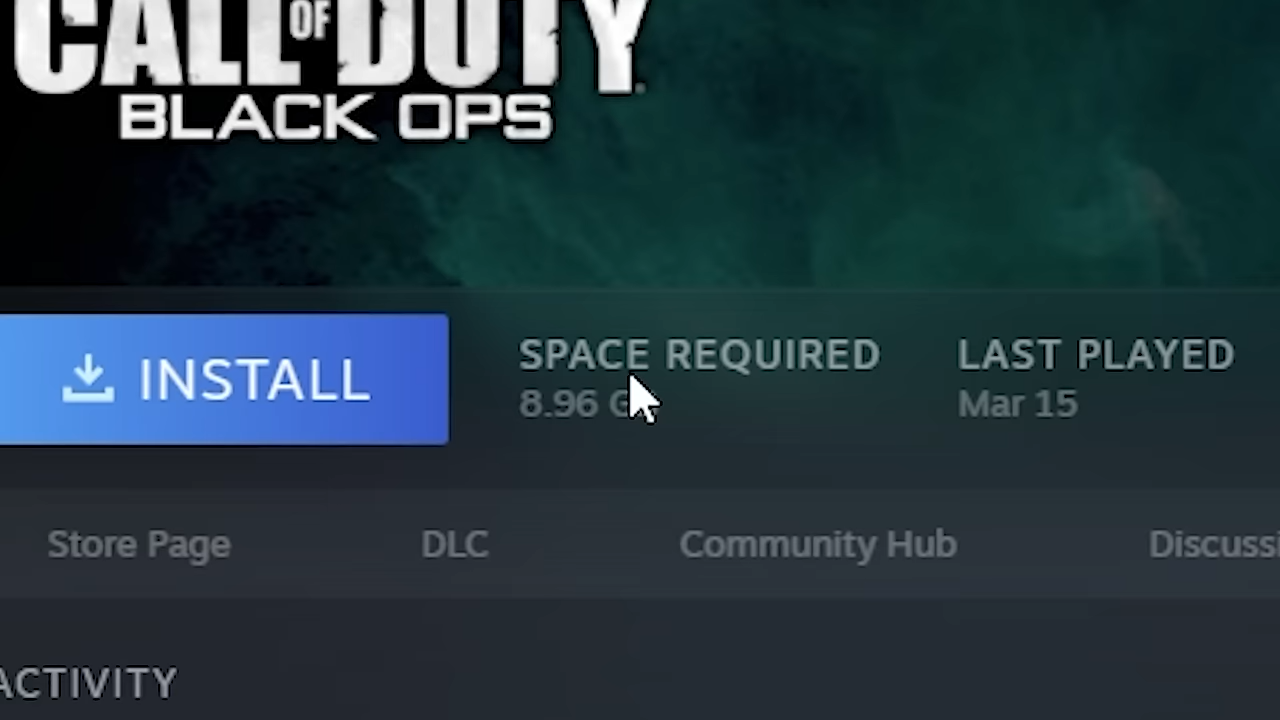 CALL OF DUTY
BLACK OPS
INSTALL
SPACE REQUIRED
8.96
LAST PLAYED
Mar 15
Store Page
DLC
Community Hub
Discussi
ACTIVITY